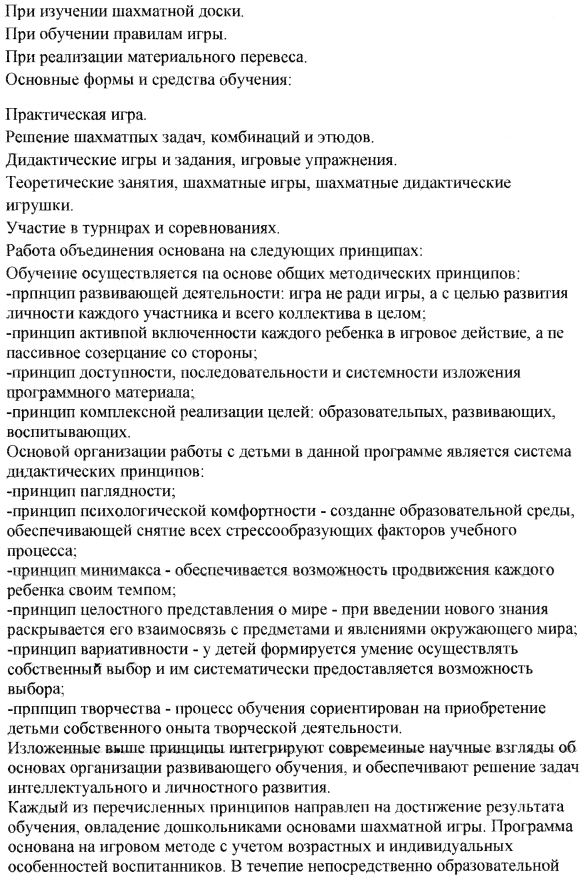 При изучении шахматной доски.
При обучении правилам игры.
При реализации материального перевеса.
Основные формы и средства обучения:
Практическая игра.
Решение шахматных задач, комбинаций и этюдов.
Дидактические игры и задания, игровые упражнения.
Теоретические занятия, шахматные игры, шахматные дидактические
игрушки.
Участие в турнирах и соревнованиях.
Работа объединения основана на следующих принципах:
Обучение осуществляется на основе общих методических принципов:
-принцип развивающей деятельности: игра не ради игры, а с целью развития
личности каждого участника и всего коллектива в целом;
-принцип активной включенности каждого ребенка в игровое действие, а не
пассивное созерцание со стороны;
-принцип доступности, последовательности и системности изложения
программного материала;
-принцип комплексной реализации целей: образовательных, развивающих,
воспитывающих.
Основой организации работы с детьми в данной программе является система
дидактических принципов:
-принцип наглядности;
-принцип психологической комфортности - создание образовательной среды,
обеспечивающей снятие всех стрессообразующих факторов учебного
процесса;
-принцип минимакса - обеспечивается возможность продвижения каждого
ребенка своим темпом;
-принцип целостного представления о мире - при введении нового знания
раскрывается его взаимосвязь с предметами и явлениями окружающего мира;
-принцип вариативности - у детей формируется умение осуществлять
собственный выбор и им систематически предоставляется возможность
выбора;
-принцип творчества - процесс обучения сориентирован на приобретение
детьми собственного опыта творческой деятельности.
Изложенные выше принципы интегрируют современные научные взгляды об
основах организации развивающего обучения, и обеспечивают решение задач
интеллектуального и личностного развития.
Каждый из перечисленных принципов направлен на достижение результата
обучения, овладение дошкольниками основами шахматной игры. Программа
основана на игровом методе с учетом возрастных и индивидуальных
особенностей воспитанников. В течение непосредственно образовательной